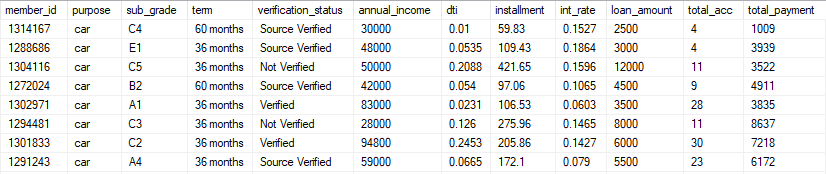 member_id purpose sub_grade term verification_status annual_income dti installment int_rate loan_amount total_acc total_payment
1314167 car C4 60 months Source Verified 30000 0.01 59.83 0.1527 2500 4 1009
1288686 car E1 36 months Source Verified 48000 0.0535 109.43 0.1864 3000 4 3939
1304116 car C5 36 months Not Verified 50000 0.2088 421.65 0.1596 12000 11 3522
1272024 car B2 60 months Source Verified 42000 0.054 97.06 0.1065 4500 9 4911
1302971 car A1 36 months Verified 83000 0.0231 106.53 0.0603 3500 28 3835
1294481 car C3 36 months Not Verified 28000 0.126 275.96 0.1465 8000 11 8637
1301833 car C2 36 months Verified 94800 0.2453 205.86 0.1427 6000 30 7218
1291243 car A4 36 months Source Verified 59000 0.0665 172.1 0.079 5500 23 6172